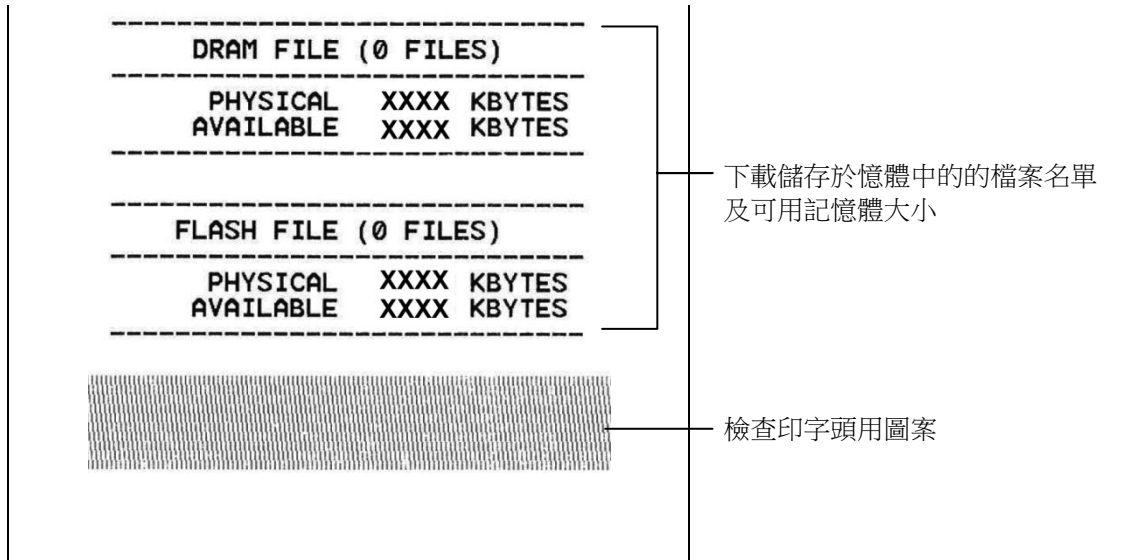 DRAM FILE (0 FILES)
PHYSICAL XXXX KBYTES
AVAILABLE XXXX KBYTES
FLASH FILE (0 FILES)
PHYSICAL XXXX KBYTES
AVAILABLE XXXX KBYTES
下載儲存於憶體中的的檔案名單
及可用記憶體大小
檢查印字頭用圖案